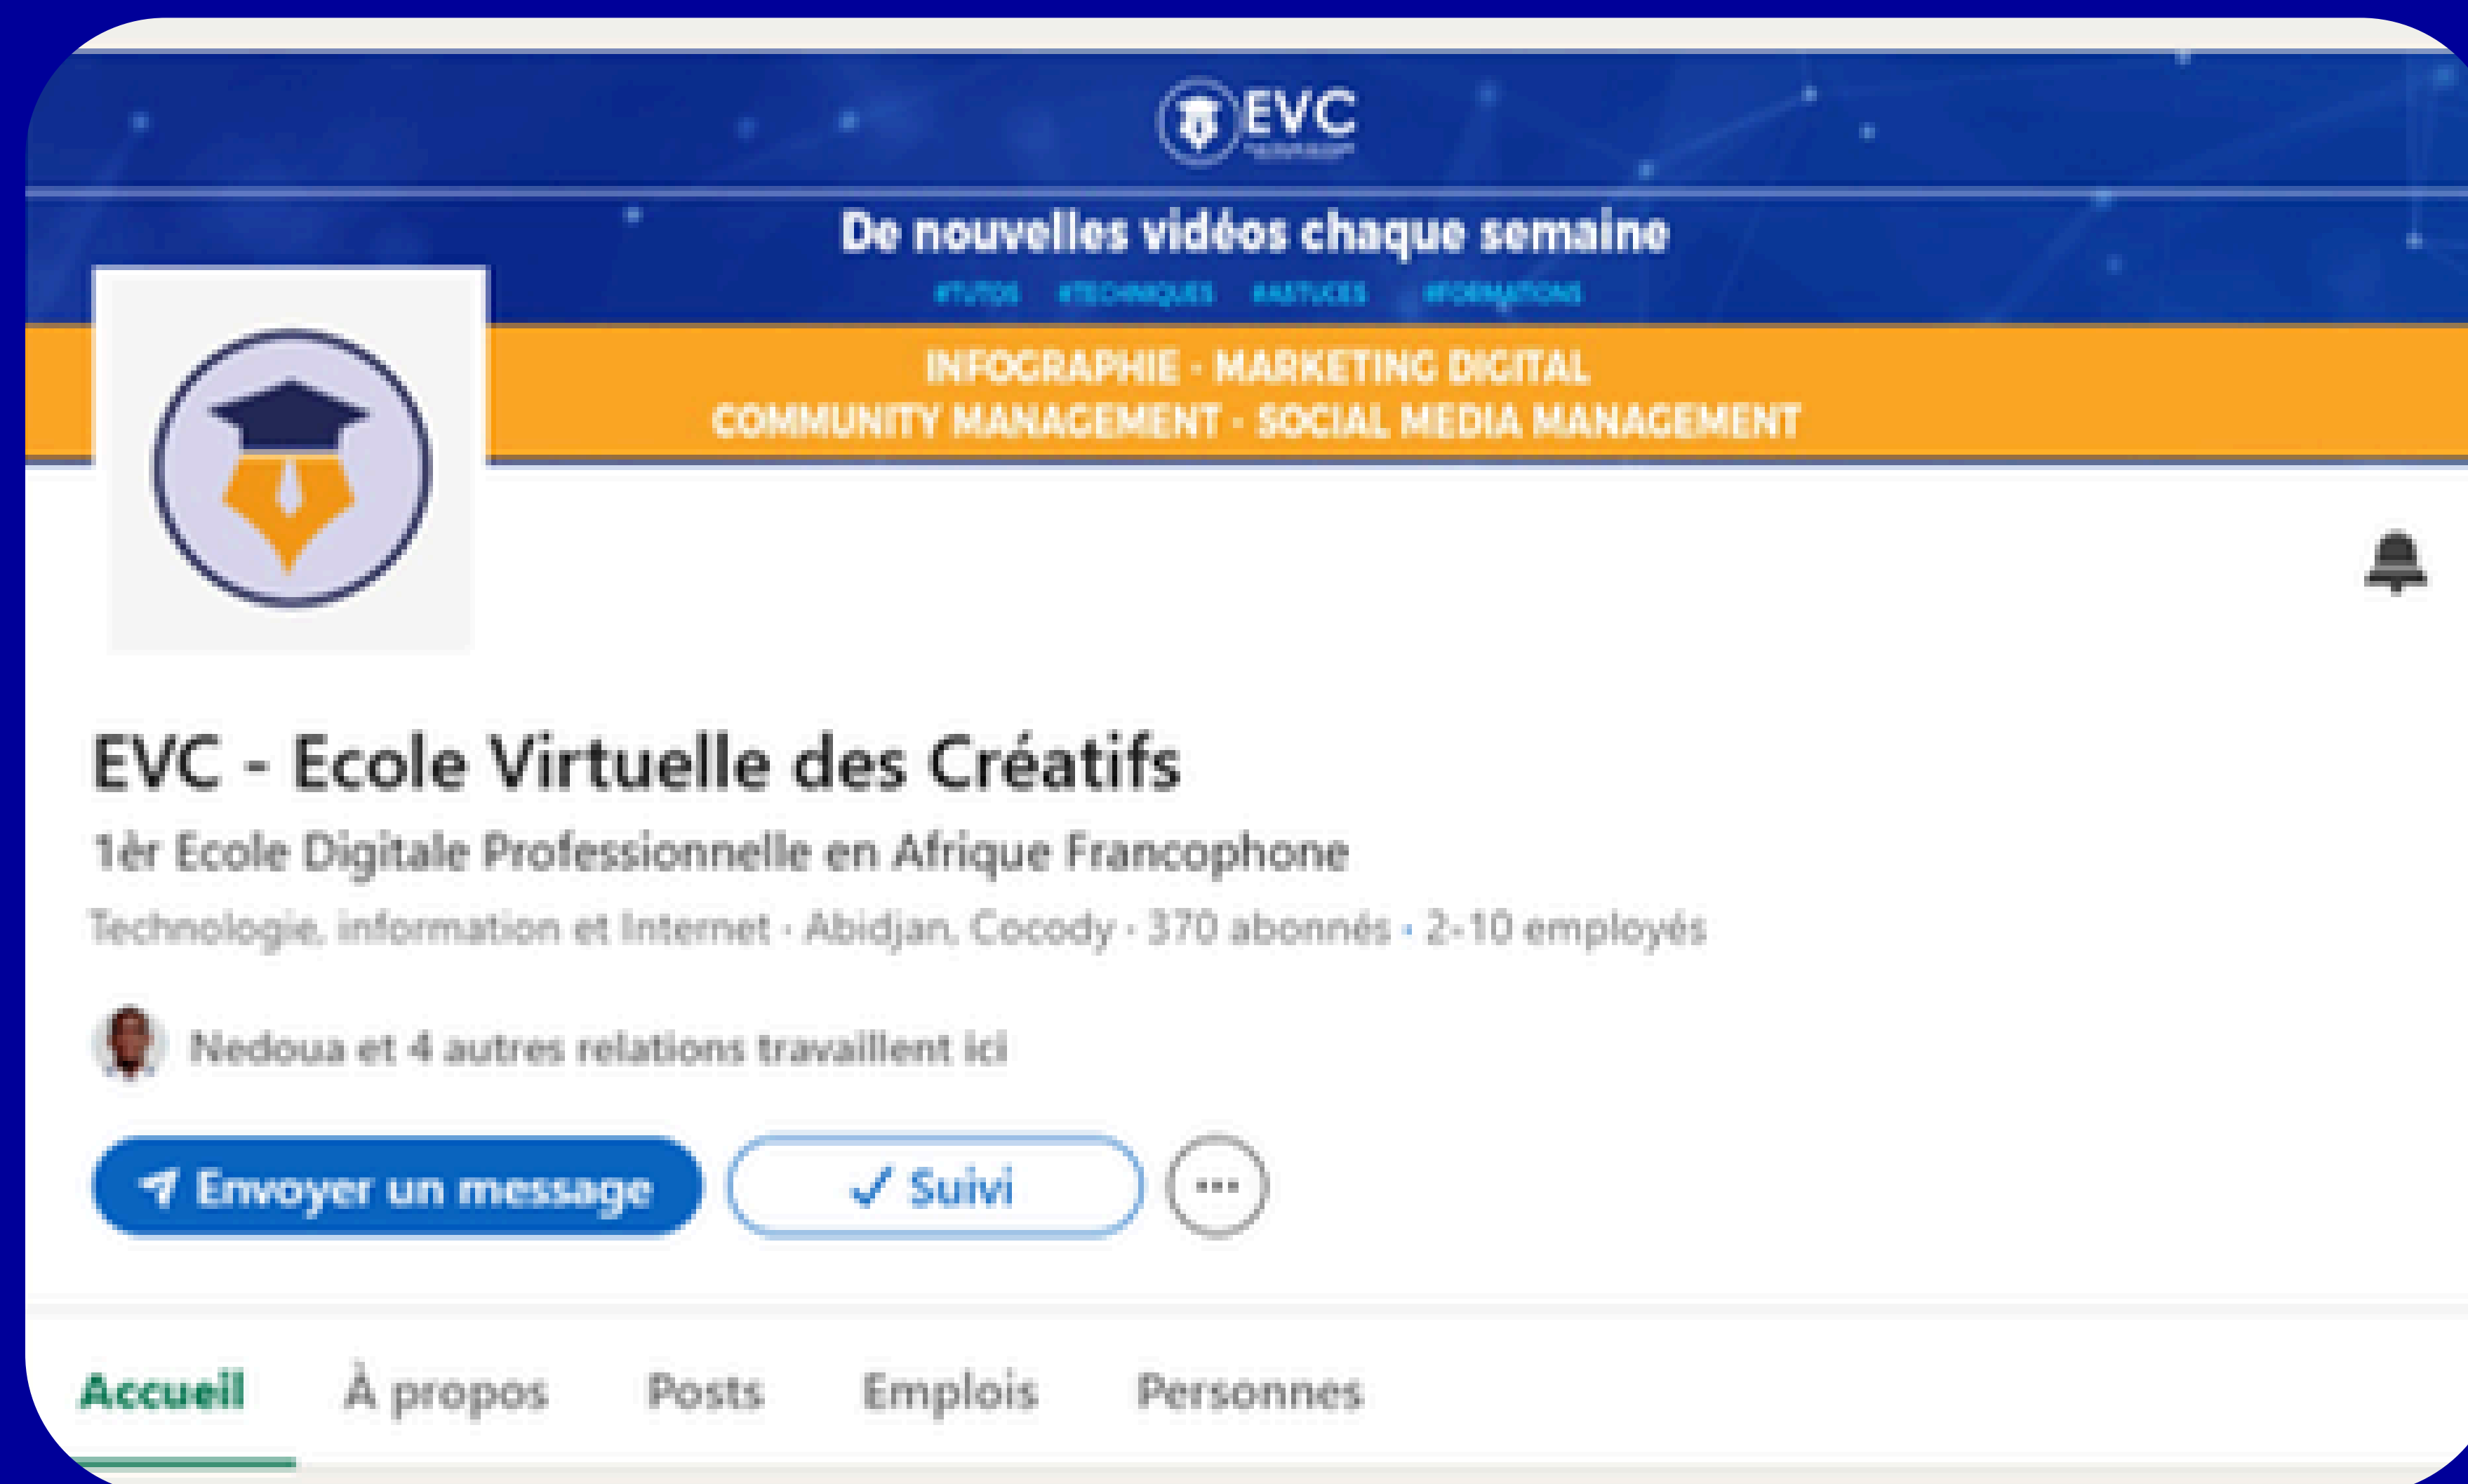 EVC
De nouvelles vidéos chaque semaine
#TUTOS #TECHNIQUES #ASTUCES #FORMATIONS
INFOGRAPHIE · MARKETING DIGITAL
COMMUNITY MANAGEMENT · SOCIAL MEDIA MANAGEMENT
EVC - Ecole Virtuelle des Créatifs
1èr Ecole Digitale Professionnelle en Afrique Francophone
Technologie, information et Internet · Abidjan, Cocody · 370 abonnés · 2-10 employés
Nedoua et 4 autres relations travaillent ici
Envoyer un message ✓ Suivi ...
Accueil À propos Posts Emplois Personnes